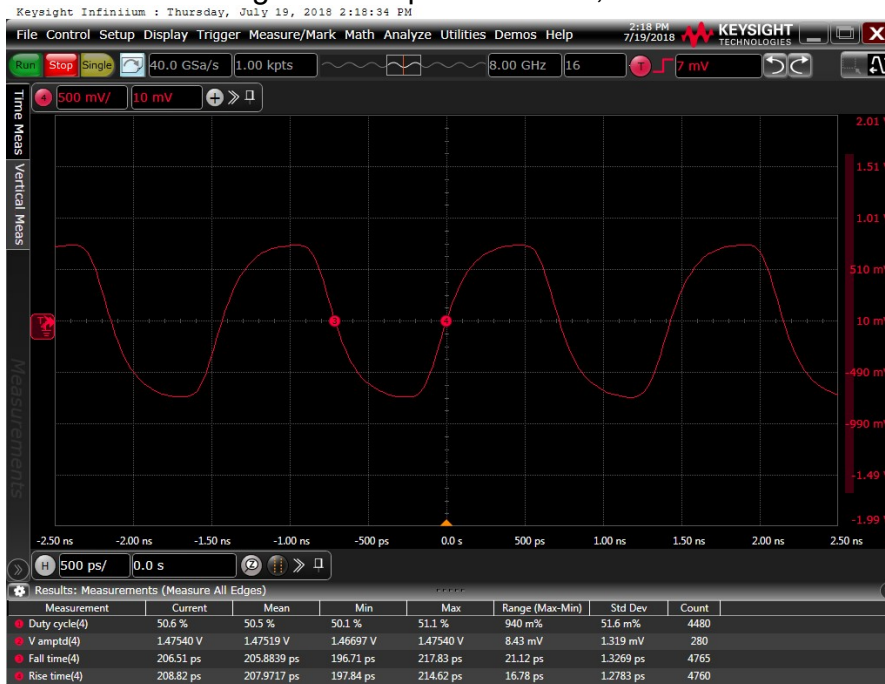 Keysight Infiniium : Thursday, July 19, 2018 2:18:34 PM
File Control Setup Display Trigger Measure/Mark Math Analyze Utilities Demos Help
2:18 PM
7/19/2018
KEYSIGHT
TECHNOLOGIES
Run Stop Single 40.0 GSa/s 1.00 kpts 8.00 GHz 16 T 7 mV
4 500 mV/ 10 mV
Time Meas
Vertical Meas
Measurements
2.01
1.51
1.01
510 m
10 m
-490 m
-990 m
-1.49
-1.99
3 4
-2.50 ns -2.00 ns -1.50 ns -1.00 ns -500 ps 0.0 s 500 ps 1.00 ns 1.50 ns 2.00 ns 2.50 ns
H 500 ps/ 0.0 s
Results: Measurements (Measure All Edges)
Measurement Current Mean Min Max Range (Max-Min) Std Dev Count
Duty cycle(4) 50.6 % 50.5 % 50.1 % 51.1 % 940 m% 51.6 m% 4480
V amptd(4) 1.47540 V 1.47519 V 1.46697 V 1.47540 V 8.43 mV 1.319 mV 280
Fall time(4) 206.51 ps 205.8839 ps 196.71 ps 217.83 ps 21.12 ps 1.3269 ps 4765
Rise time(4) 208.82 ps 207.9717 ps 197.84 ps 214.62 ps 16.78 ps 1.2783 ps 4760